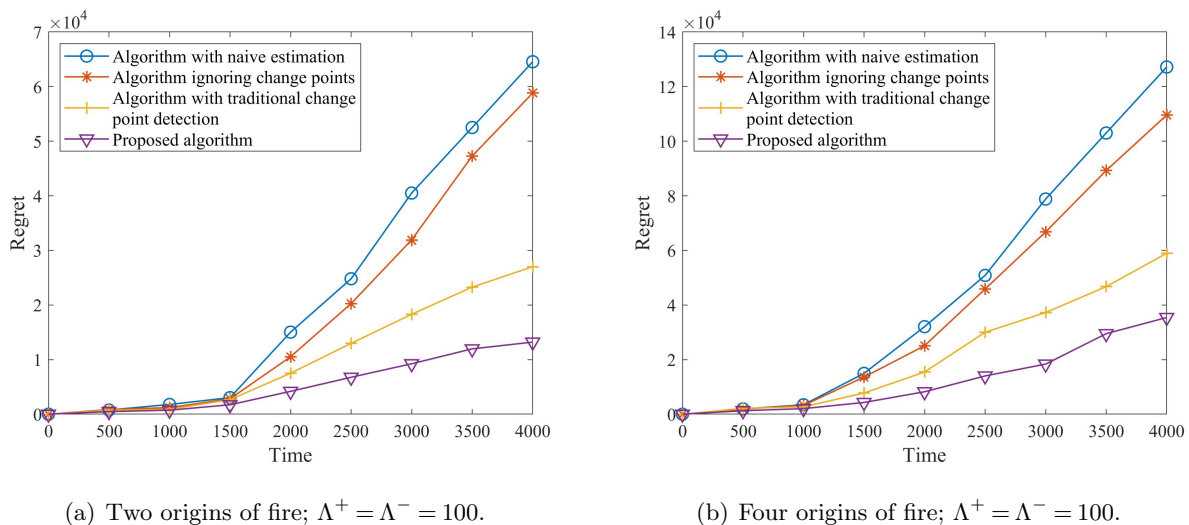 ×10⁴
7
6
5
4
3
2
1
0
Regret
Algorithm with naive estimation
Algorithm ignoring change points
Algorithm with traditional change
point detection
Proposed algorithm
0 500 1000 1500 2000 2500 3000 3500 4000
Time
(a) Two origins of fire; Λ⁺ = Λ⁻ = 100.
×10⁴
14
12
10
8
6
4
2
0
Regret
Algorithm with naive estimation
Algorithm ignoring change points
Algorithm with traditional change
point detection
Proposed algorithm
0 500 1000 1500 2000 2500 3000 3500 4000
Time
(b) Four origins of fire; Λ⁺ = Λ⁻ = 100.